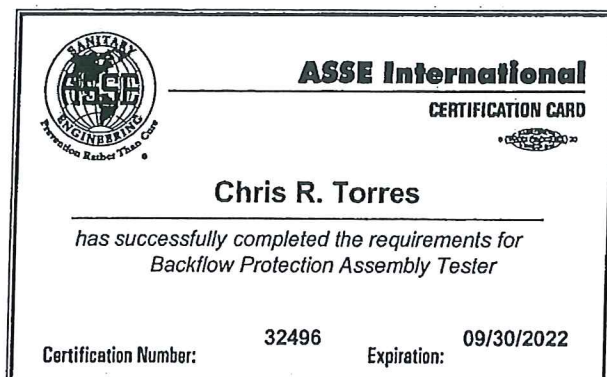 SANITARY
ASSE
ENGINEERING
Prevention Rather Than Cure
ASSE International
CERTIFICATION CARD
Chris R. Torres
has successfully completed the requirements for
Backflow Protection Assembly Tester
Certification Number: 32496 Expiration: 09/30/2022